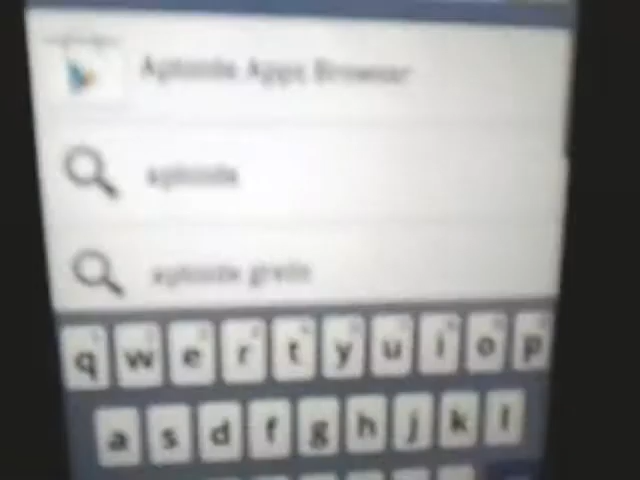 Aptoide Apps Browser
aptoide
aptoide gratis
q w e r t y u i o p
a s d f g h j k l